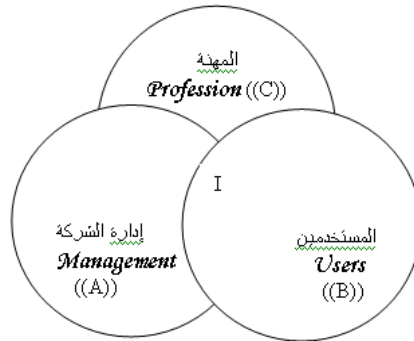 المهنة
Profession ((C))
I
إدارة الشركة
Management
((A))
المستخدمين
Users
((B))